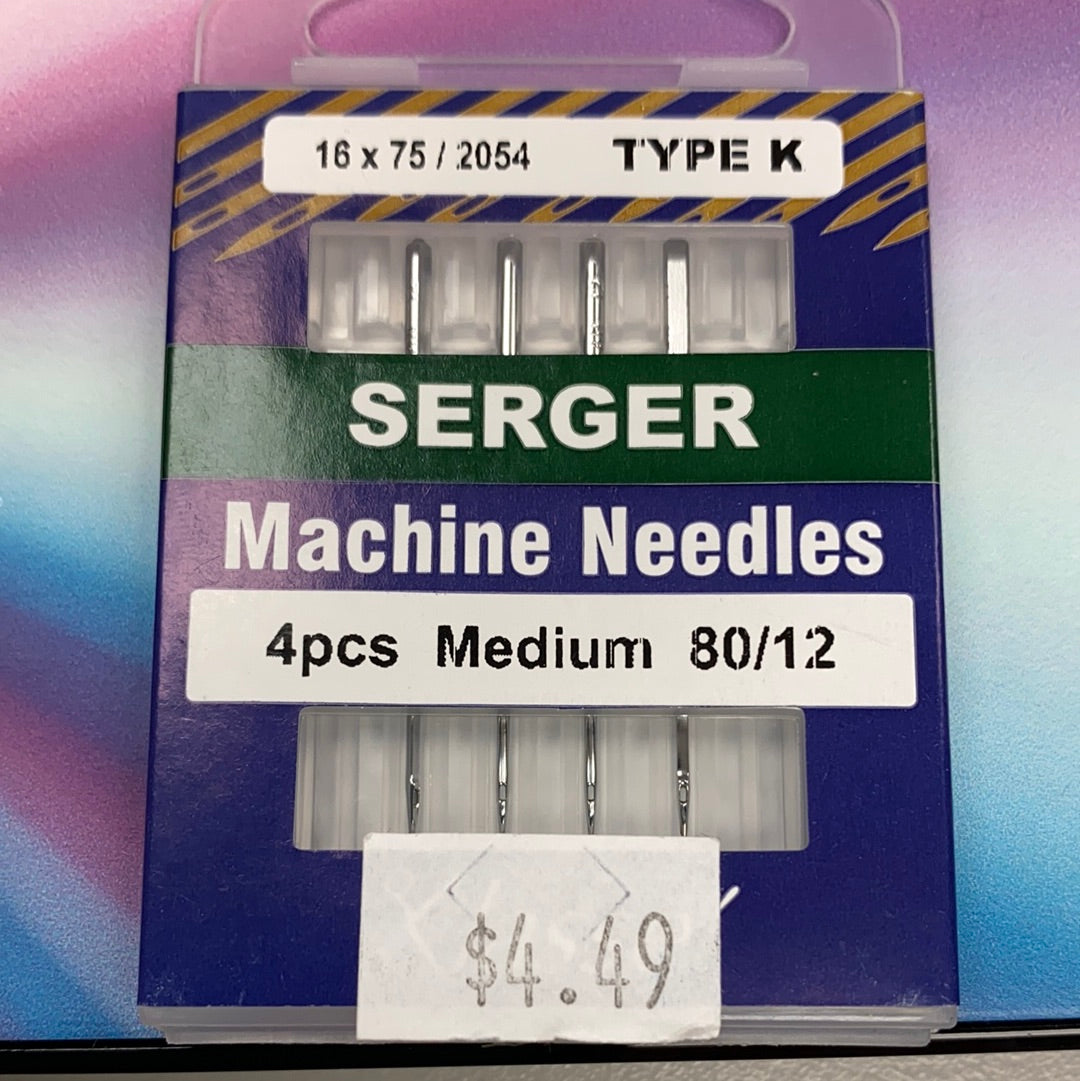 16 x 75 / 2054 TYPE K
SERGER
Machine Needles
4pcs Medium 80/12
$4.49